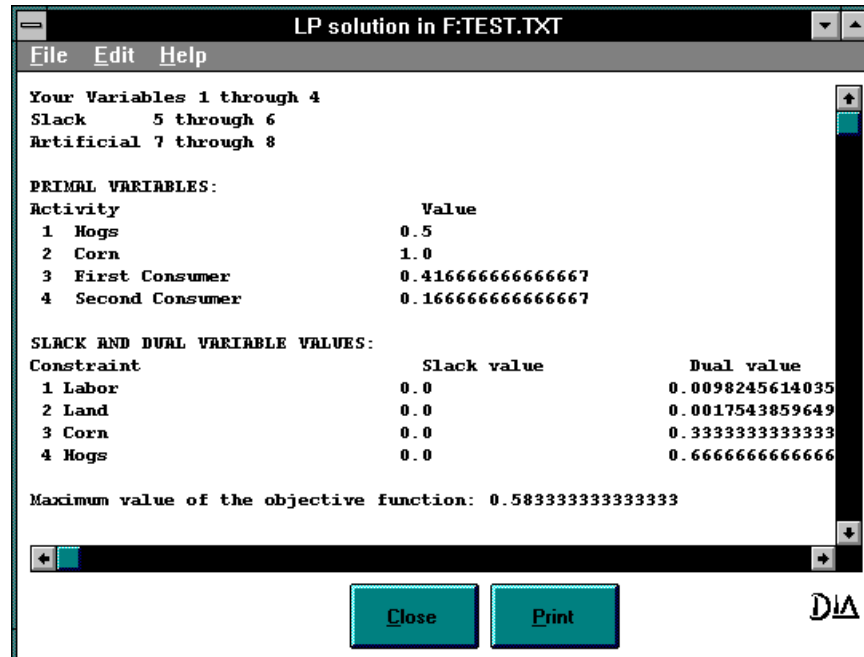 LP solution in F:TEST.TXT
File Edit Help
Your Variables 1 through 4
Slack 5 through 6
Artificial 7 through 8
PRIMAL VARIABLES:
Activity Value
1 Hogs 0.5
2 Corn 1.0
3 First Consumer 0.416666666666667
4 Second Consumer 0.166666666666667
SLACK AND DUAL VARIABLE VALUES:
Constraint Slack value Dual value
1 Labor 0.0 0.0098245614035
2 Land 0.0 0.0017543859649
3 Corn 0.0 0.3333333333333
4 Hogs 0.0 0.6666666666666
Maximum value of the objective function: 0.583333333333333
Close Print